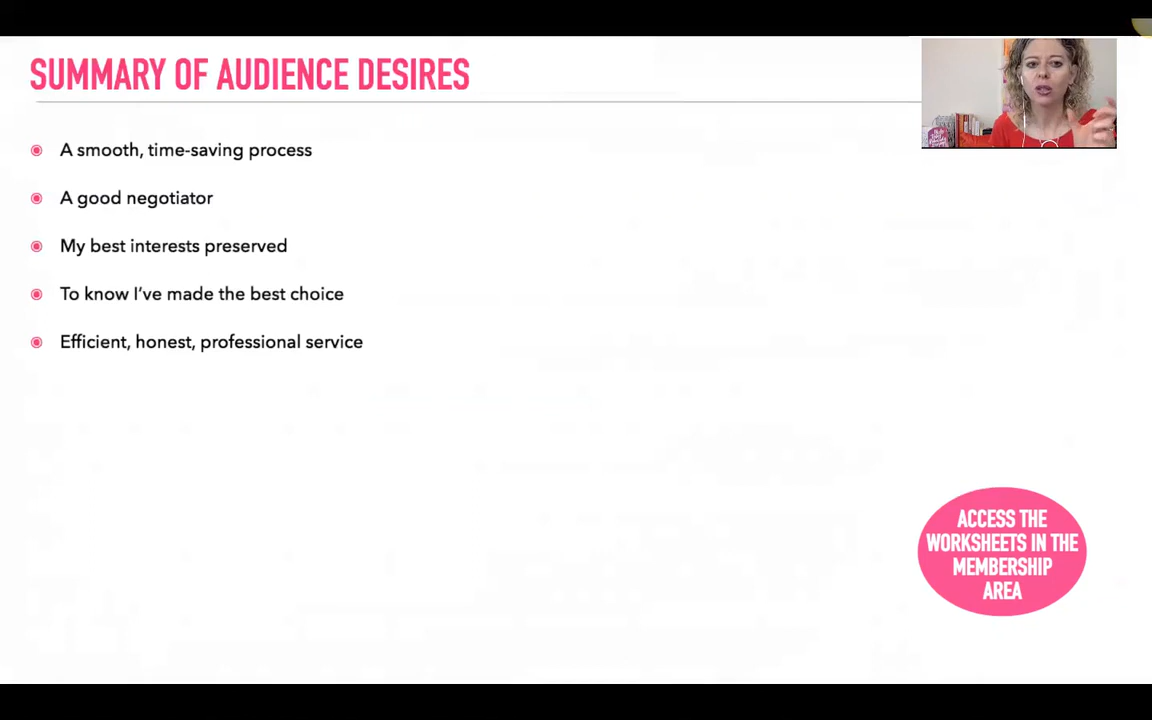 SUMMARY OF AUDIENCE DESIRES
A smooth, time-saving process
A good negotiator
My best interests preserved
To know I've made the best choice
Efficient, honest, professional service
ACCESS THE
WORKSHEETS IN THE
MEMBERSHIP
AREA